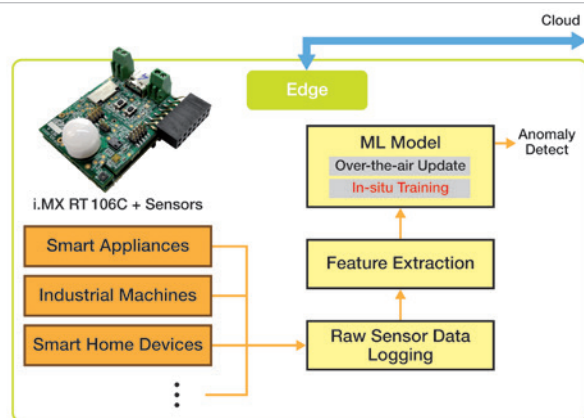 Cloud
Edge
ML Model
Over-the-air Update
In-situ Training
Anomaly
Detect
i.MX RT 106C + Sensors
Smart Appliances
Industrial Machines
Smart Home Devices
Feature Extraction
Raw Sensor Data
Logging